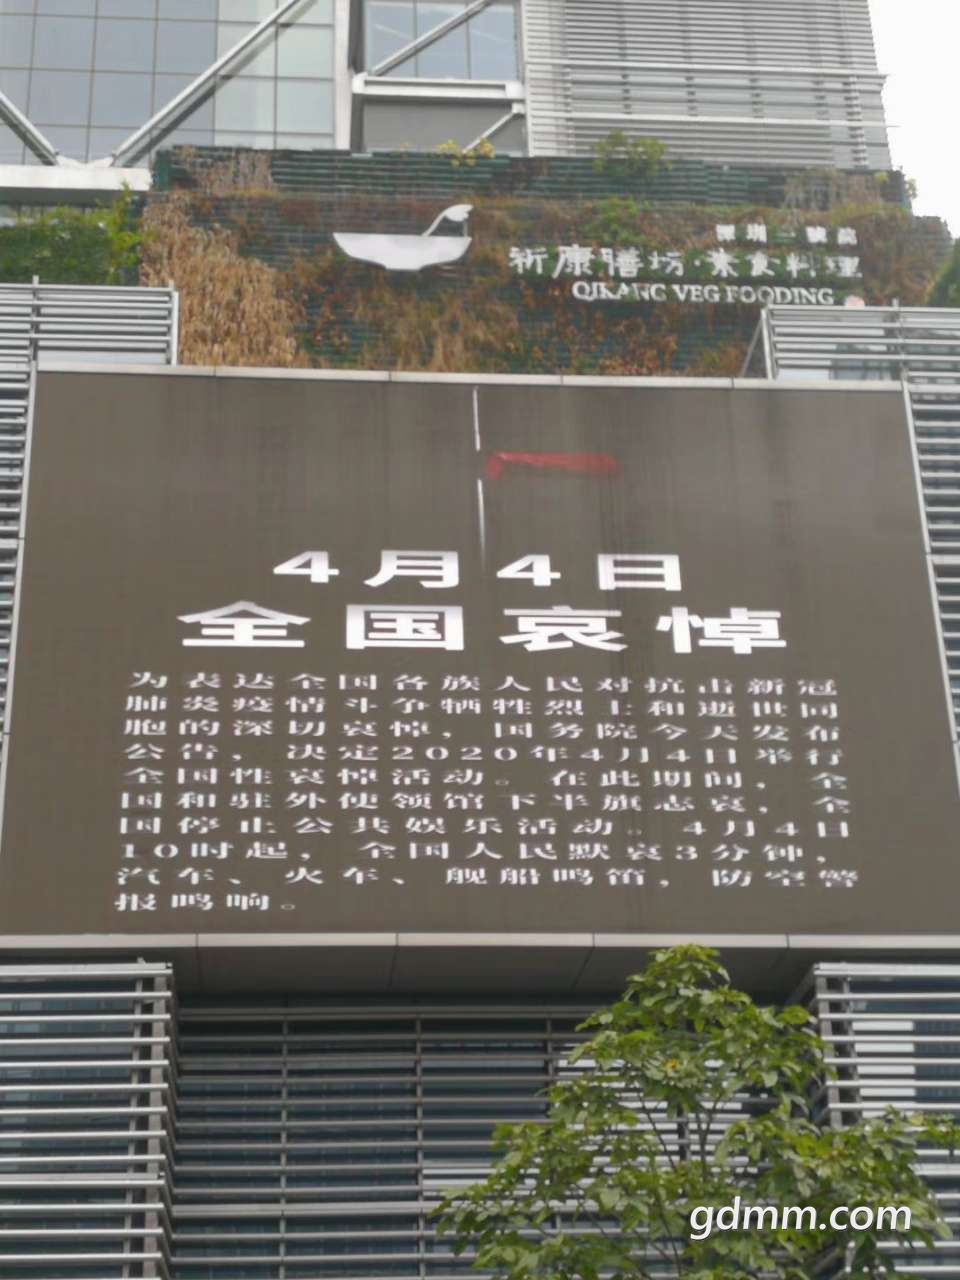 深圳一號店
祈康膳坊·素食料理
QIKANG VEG FOODING
4月4日
全国哀悼
为表达全国各族人民对抗击新冠
肺炎疫情斗争牺牲烈士和逝世同
胞的深切哀悼，国务院今天发布
公告，决定2020年4月4日举行
全国性哀悼活动。在此期间，全
国和驻外使领馆下半旗志哀，全
国停止公共娱乐活动。4月4日
10时起，全国人民默哀3分钟，
汽车、火车、舰船鸣笛，防空警
报鸣响。
gdmm.com